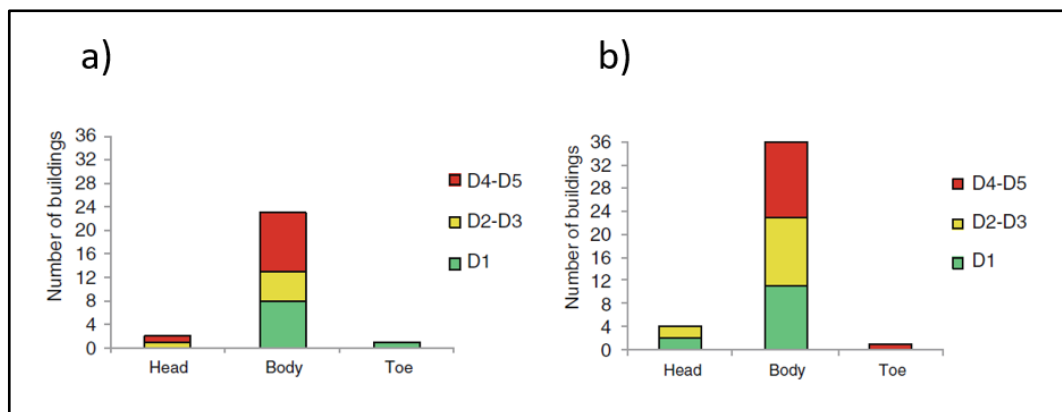 a)
Number of buildings
36
32
28
24
20
16
12
8
4
0
Head Body Toe
D4-D5
D2-D3
D1
b)
Number of buildings
36
32
28
24
20
16
12
8
4
0
Head Body Toe
D4-D5
D2-D3
D1